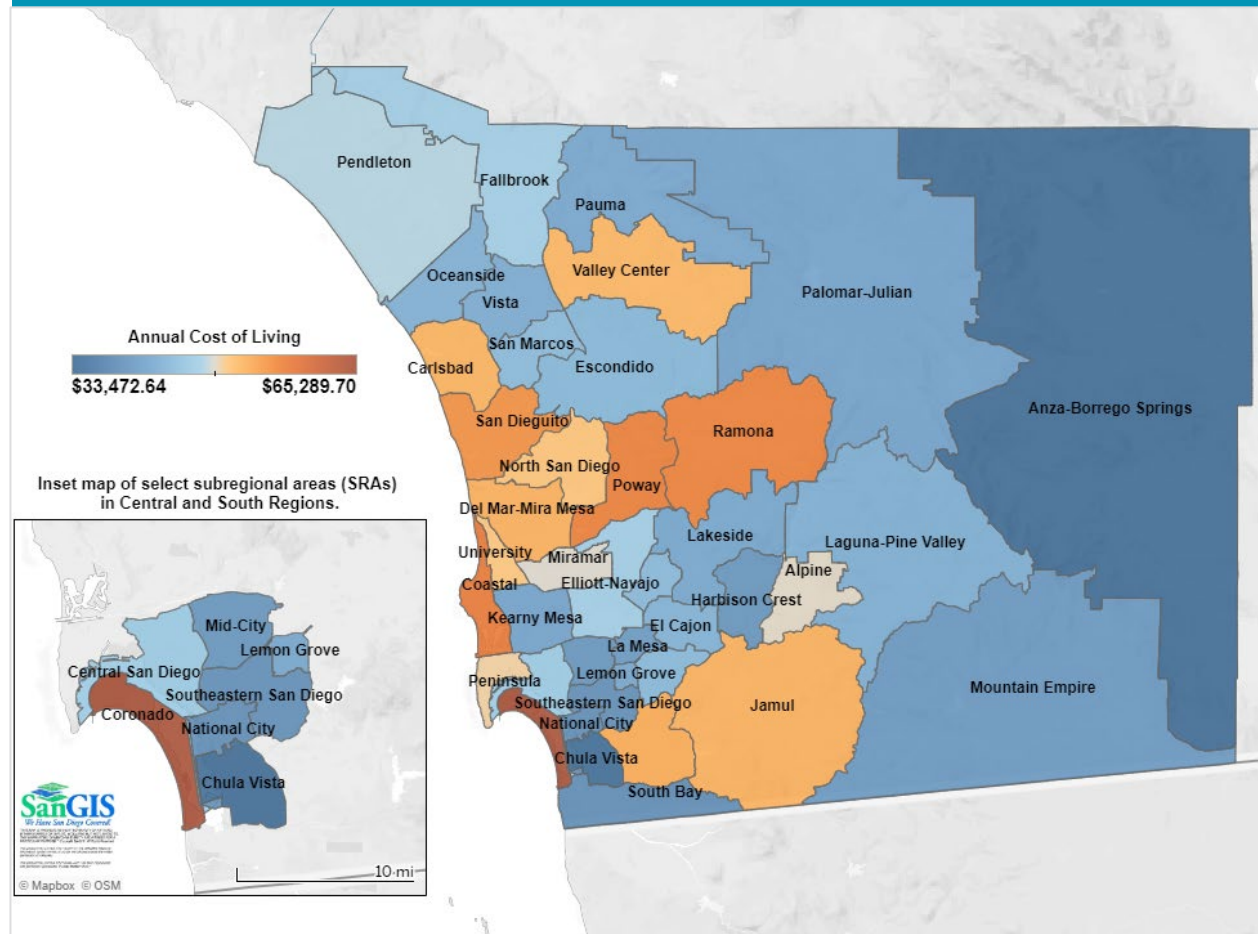 Pendleton
Fallbrook
Pauma
Oceanside
Valley Center
Palomar-Julian
Vista
Annual Cost of Living
$33,472.64
$65,289.70
San Marcos
Carlsbad
Escondido
Anza-Borrego Springs
San Dieguito
Ramona
North San Diego
Poway
Inset map of select subregional areas (SRAs)
in Central and South Regions.
Del Mar-Mira Mesa
Lakeside
Laguna-Pine Valley
University
Miramar
Alpine
Coastal
Elliott-Navajo
Harbison Crest
Kearny Mesa
El Cajon
La Mesa
Peninsula
Lemon Grove
Mountain Empire
Southeastern San Diego
Jamul
National City
Chula Vista
South Bay
Mid-City
Lemon Grove
Central San Diego
Southeastern San Diego
Coronado
National City
Chula Vista
SanGIS
We Have San Diego Covered!
10 mi
© Mapbox © OSM